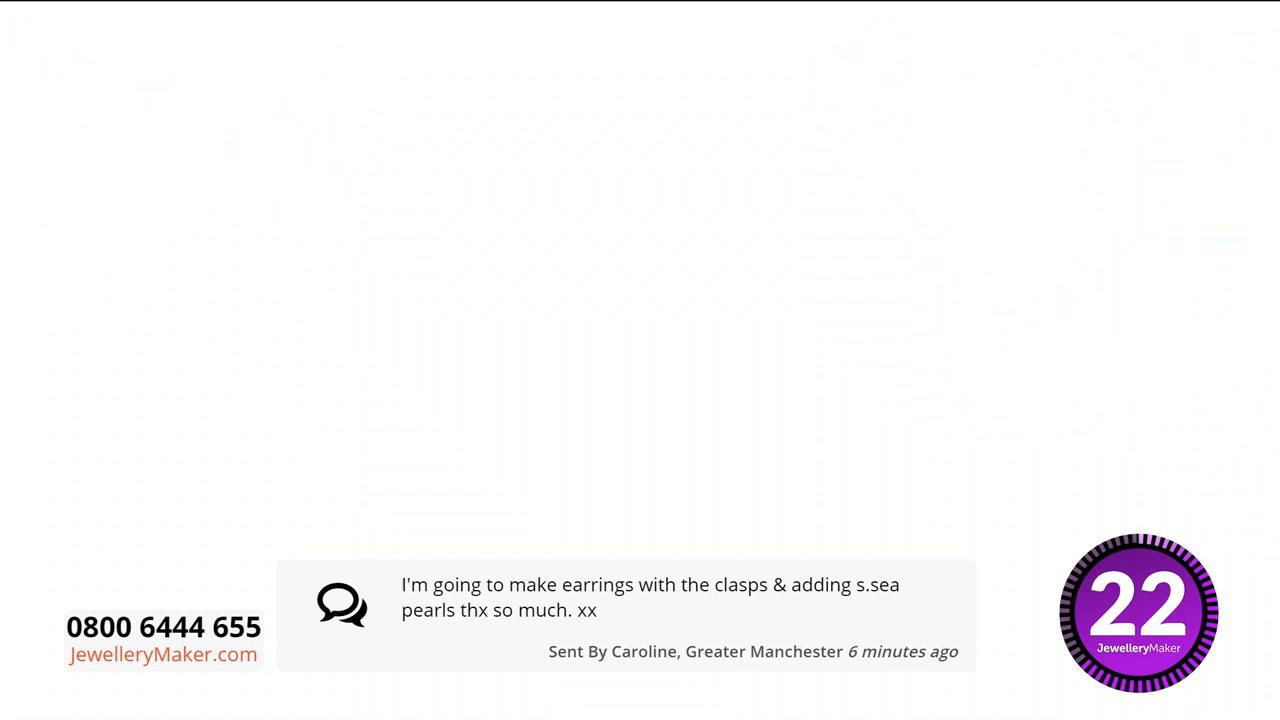 I'm going to make earrings with the clasps & adding s.sea
pearls thx so much. xx
Sent By Caroline, Greater Manchester 6 minutes ago
0800 6444 655
JewelleryMaker.com
22
JewelleryMaker